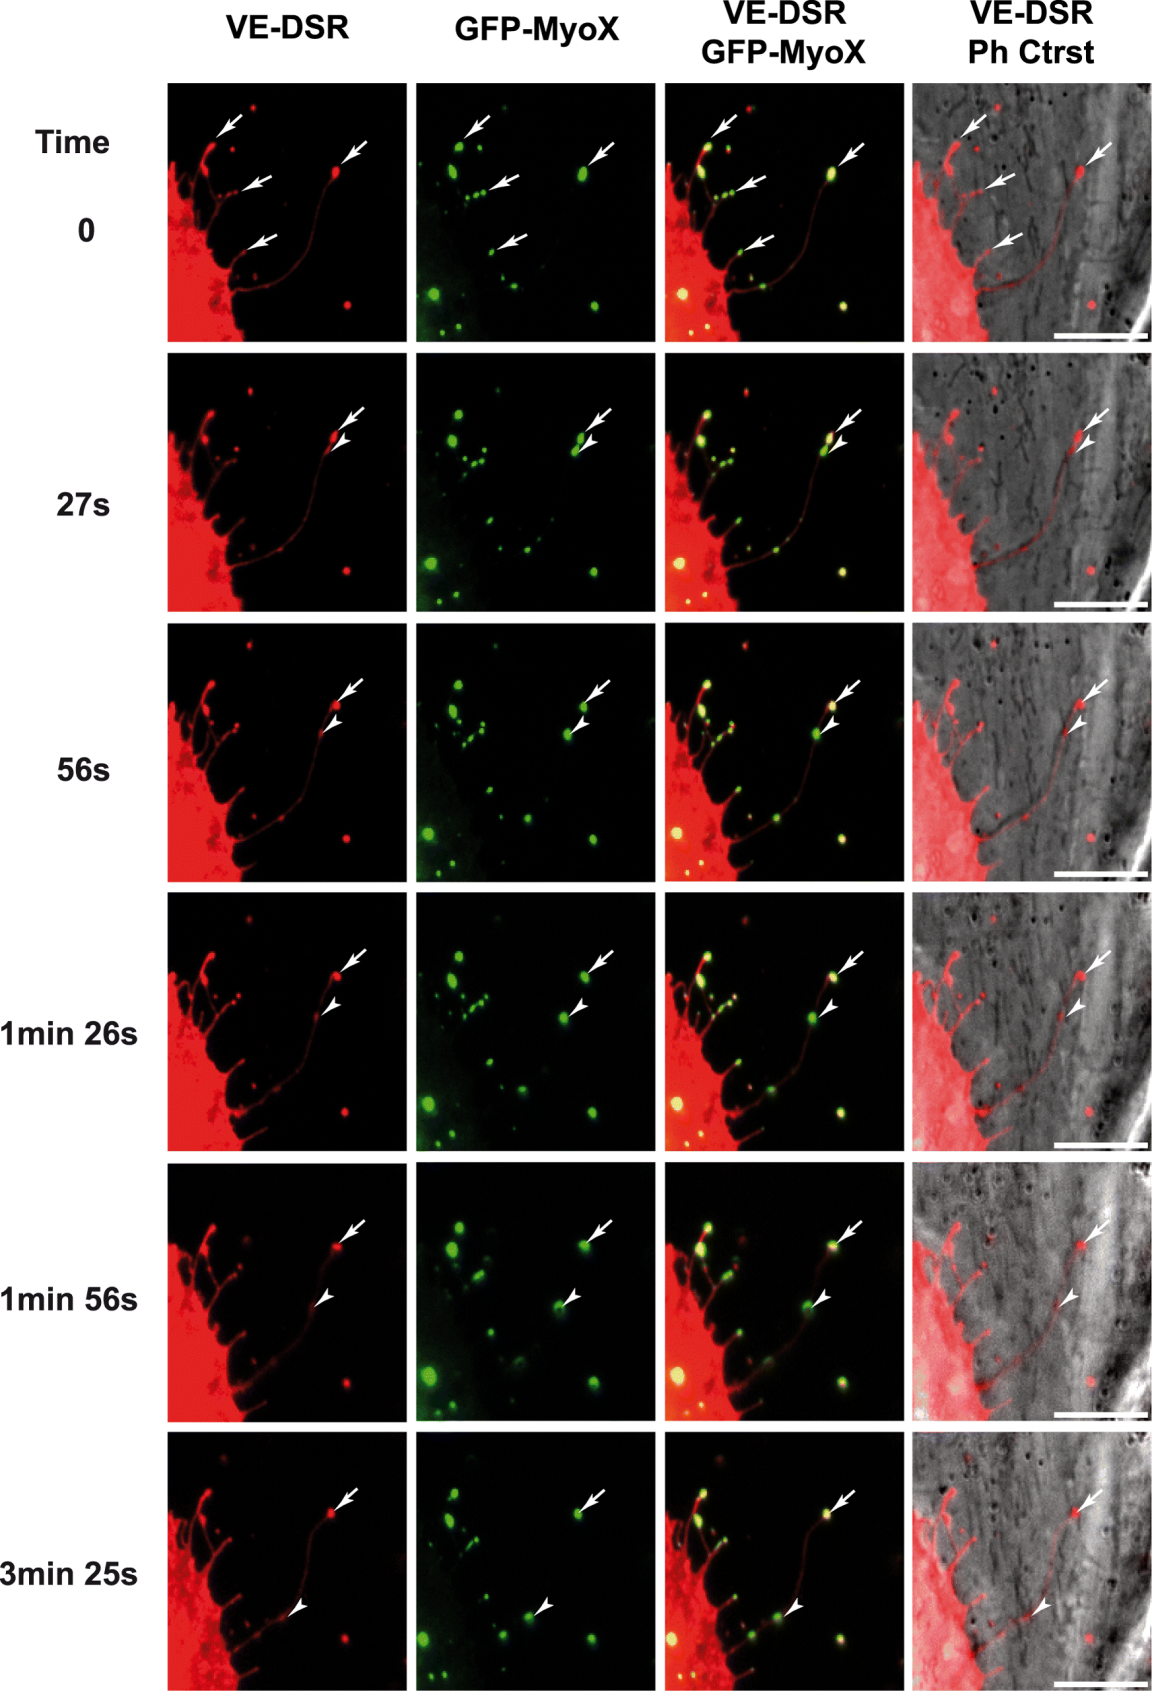 VE-DSR
GFP-MyoX
VE-DSR
GFP-MyoX
VE-DSR
Ph Ctrst
Time
0
27s
56s
1min 26s
1min 56s
3min 25s